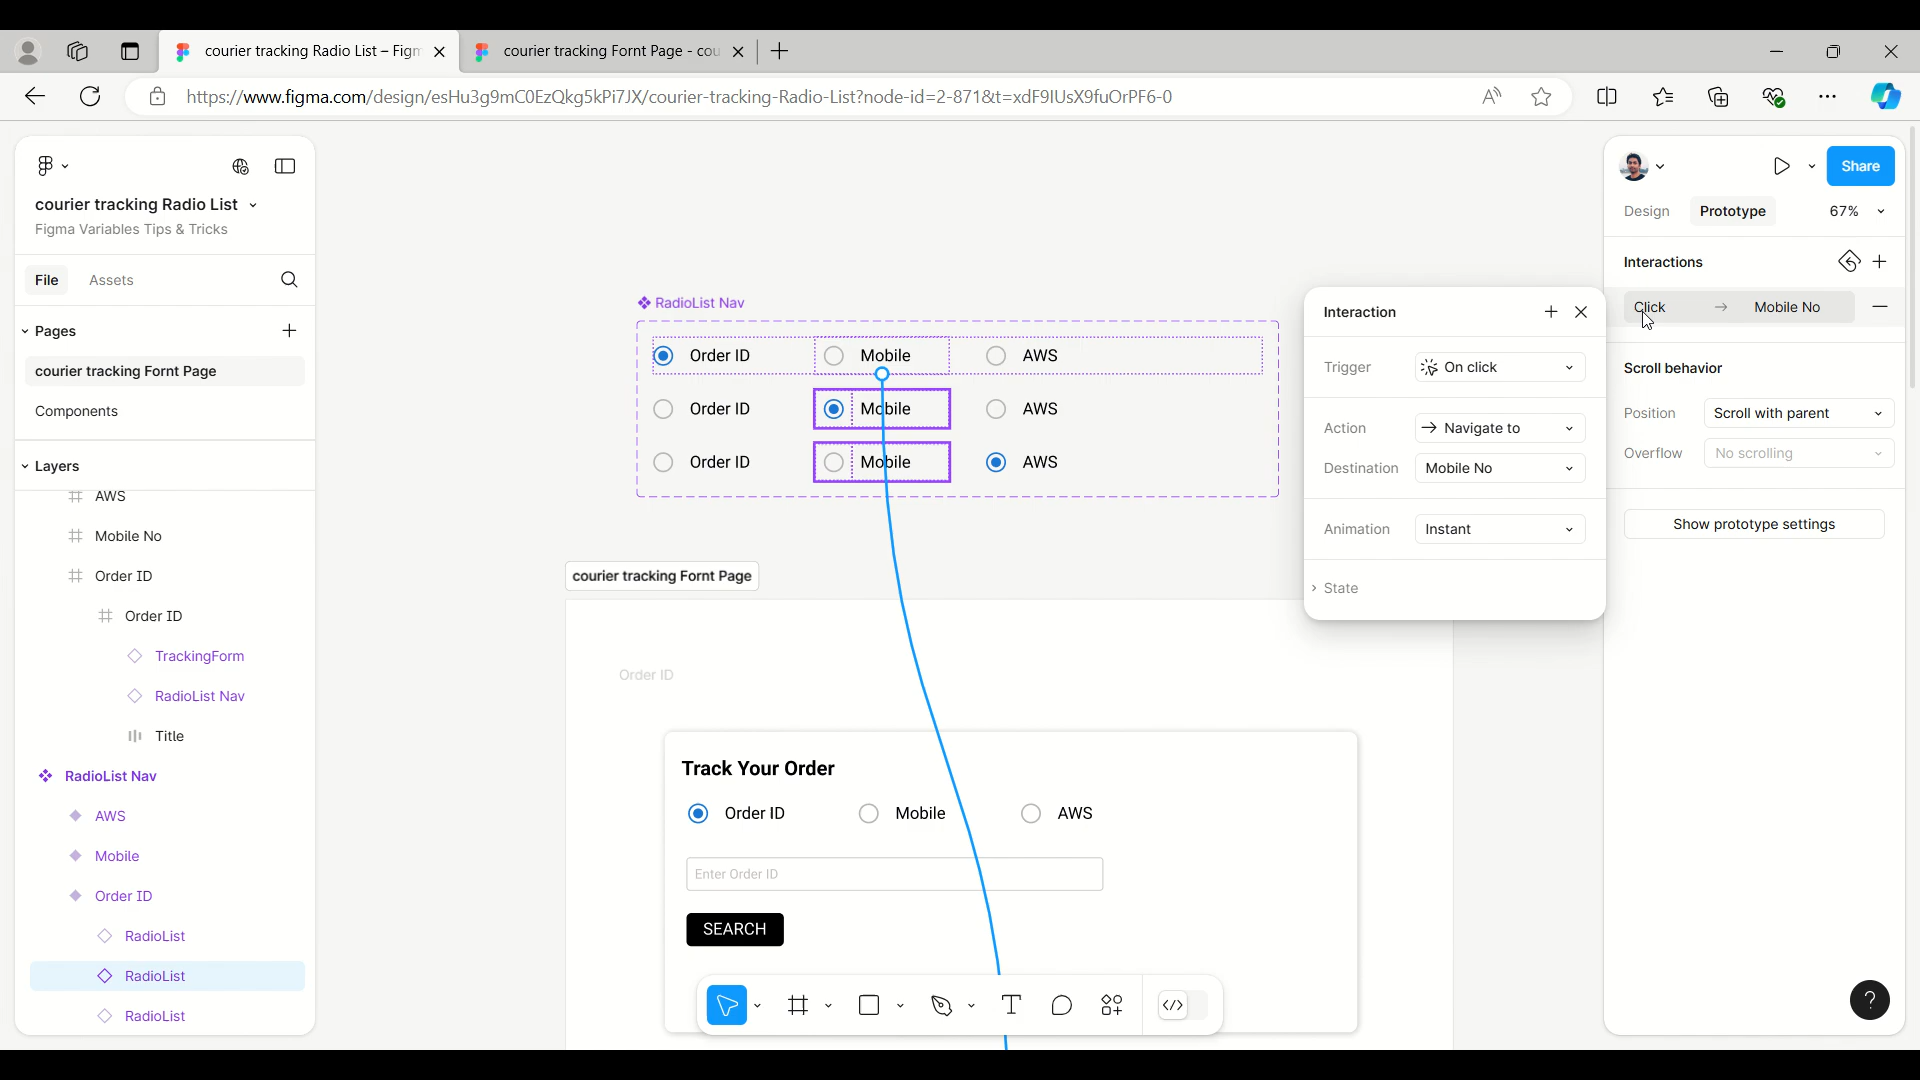 courier tracking Radio List – Figm
courier tracking Fornt Page - cou
https://www.figma.com/design/esHu3g9mC0EzQkg5kPi7JX/courier-tracking-Radio-List?node-id=2-871&t=xdF9IUsX9fuOrPF6-0
courier tracking Radio List
Figma Variables Tips & Tricks
File Assets
Pages
courier tracking Fornt Page
Components
Layers
AWS
Mobile No
Order ID
Order ID
TrackingForm
RadioList Nav
Title
RadioList Nav
AWS
Mobile
Order ID
RadioList
RadioList
RadioList
RadioList Nav
Order ID Mobile AWS
Order ID Mobile AWS
Order ID Mobile AWS
courier tracking Fornt Page
Order ID
Track Your Order
Order ID Mobile AWS
Enter Order ID
SEARCH
Interaction
Trigger On click
Action Navigate to
Destination Mobile No
Animation Instant
State
Share
Design Prototype 67%
Interactions
Click Mobile No
Scroll behavior
Position Scroll with parent
Overflow No scrolling
Show prototype settings
?